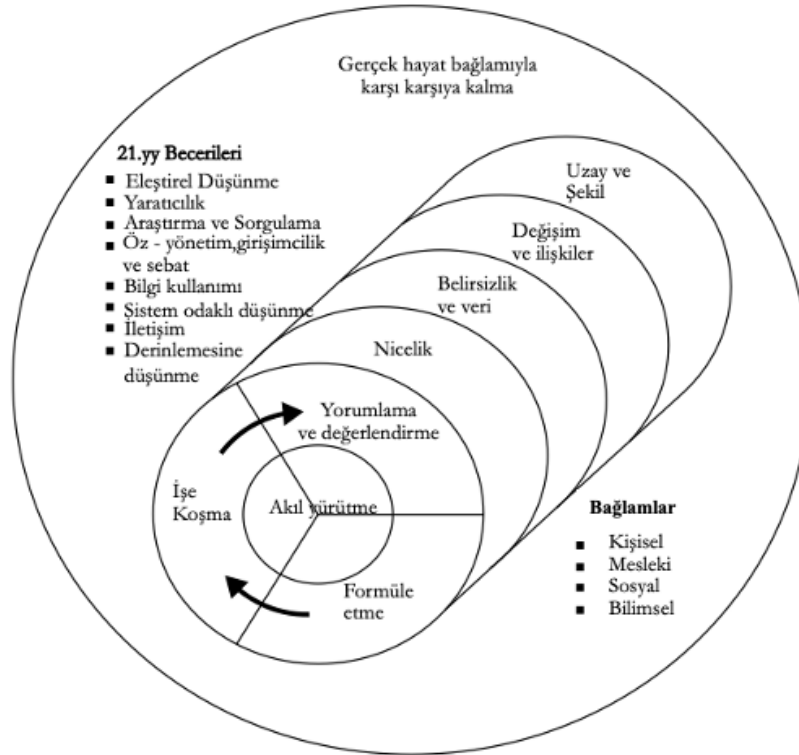 Gerçek hayat bağlamıyla
karşı karşıya kalma
21.yy Becerileri
▪ Eleştirel Düşünme
▪ Yaratıcılık
▪ Araştırma ve Sorgulama
▪ Öz - yönetim,girişimcilik
ve sebat
▪ Bilgi kullanımı
▪ Sistem odaklı düşünme
▪ İletişim
▪ Derinlemesine
düşünme
Uzay ve
Şekil
Değişim
ve ilişkiler
Belirsizlik
ve veri
Nicelik
Yorumlama
ve değerlendirme
İşe
Koşma
Akıl yürütme
Formüle
etme
Bağlamlar
▪ Kişisel
▪ Mesleki
▪ Sosyal
▪ Bilimsel